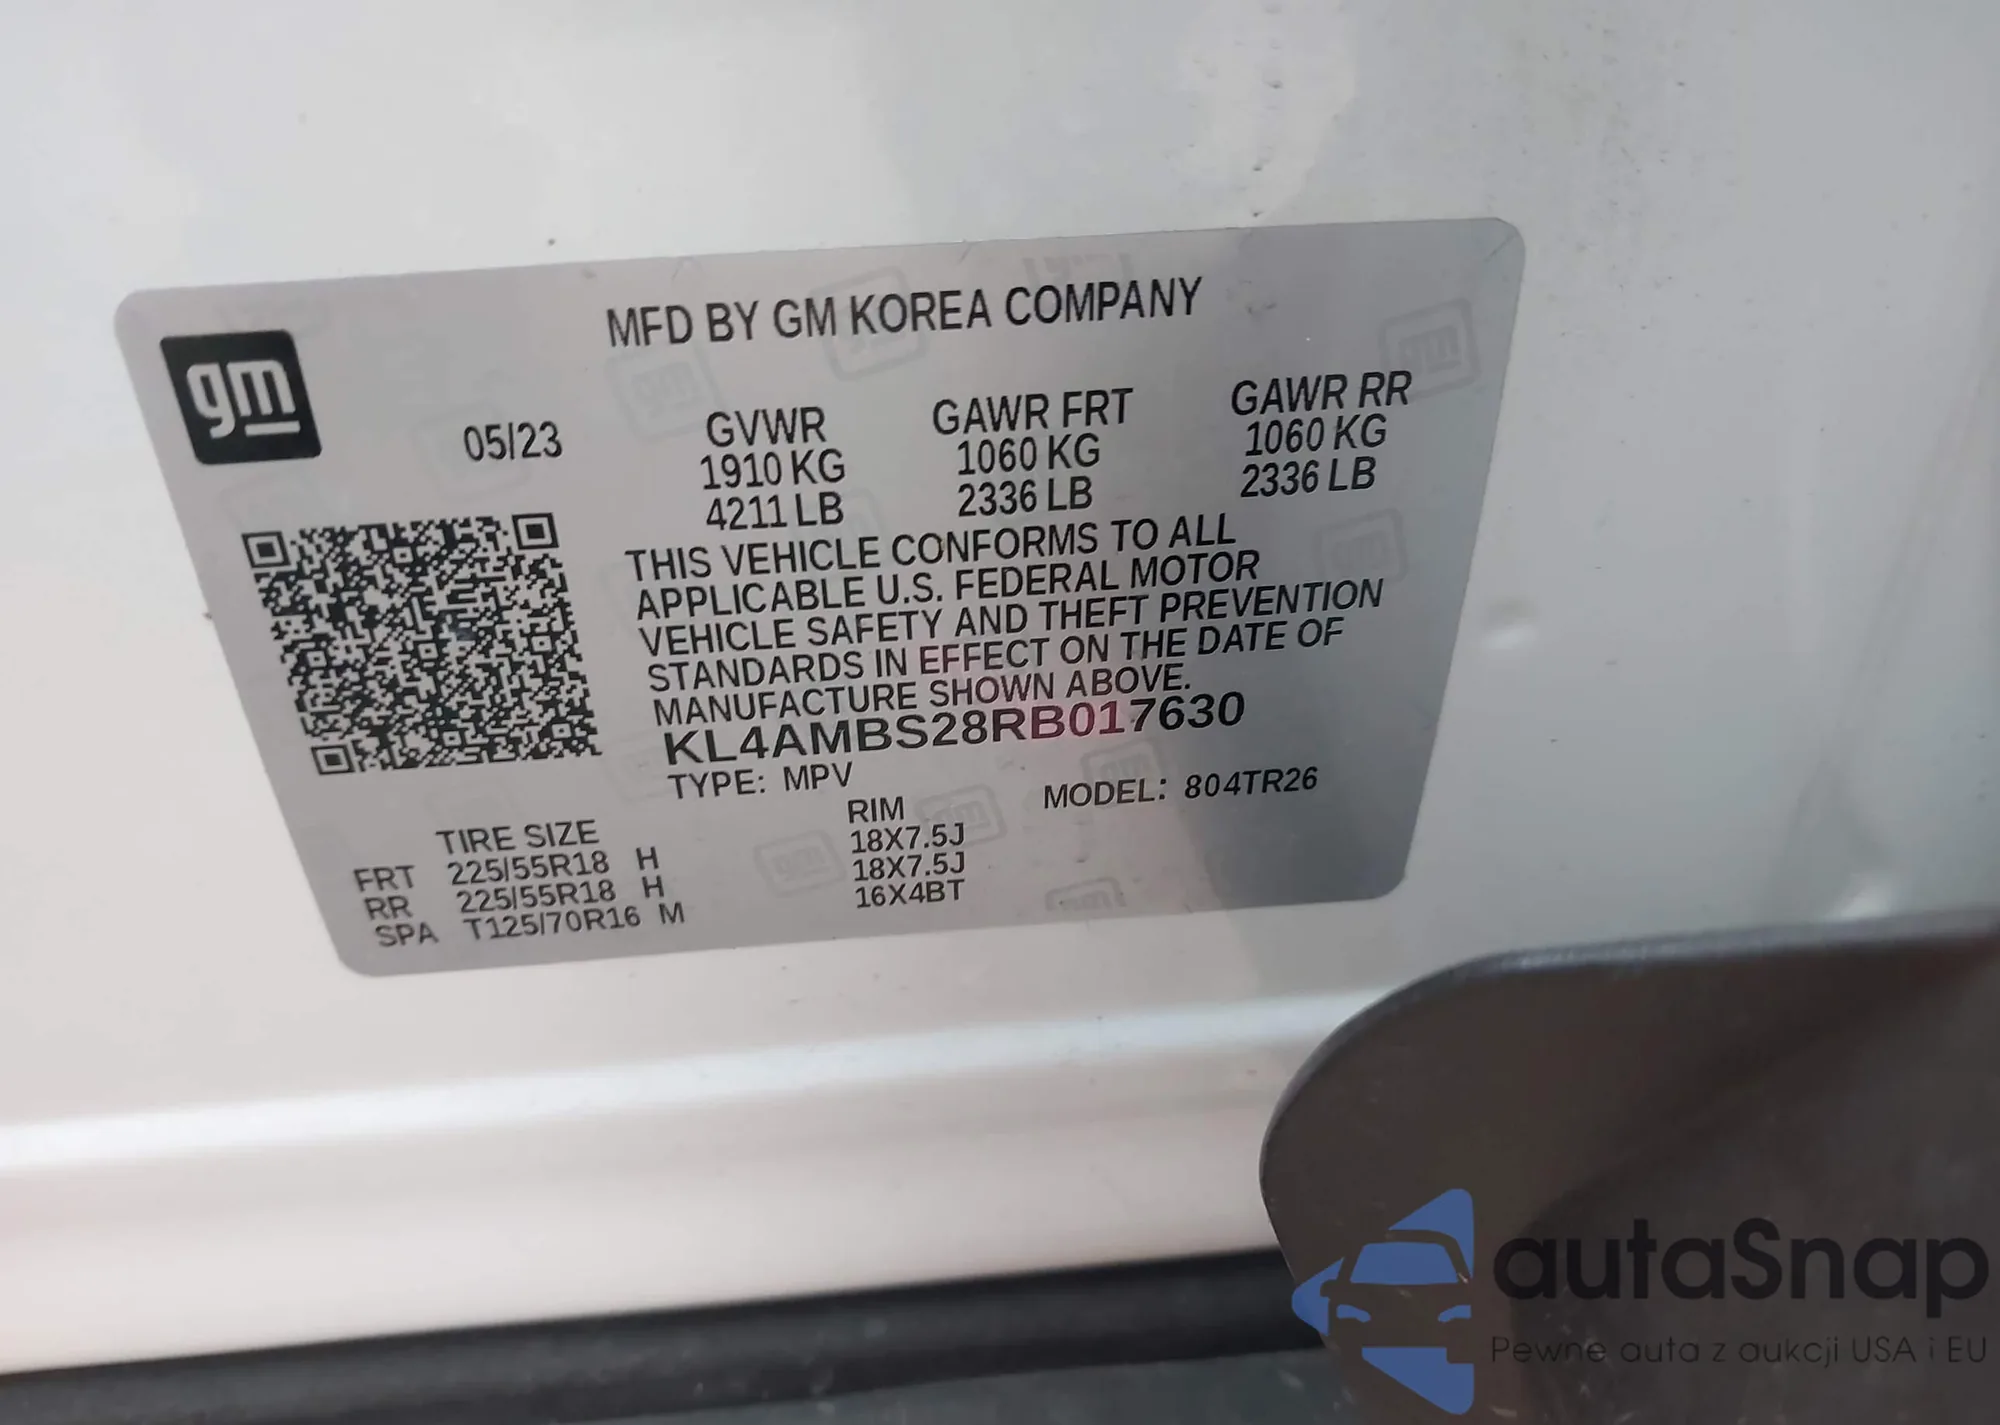 MFD BY GM KOREA COMPANY
gm
05/23
GVWR
1910 KG
4211 LB
GAWR FRT
1060 KG
2336 LB
GAWR RR
1060 KG
2336 LB
THIS VEHICLE CONFORMS TO ALL
APPLICABLE U.S. FEDERAL MOTOR
VEHICLE SAFETY AND THEFT PREVENTION
STANDARDS IN EFFECT ON THE DATE OF
MANUFACTURE SHOWN ABOVE.
KL4AMBS28RB017630
TYPE: MPV
MODEL: 804TR26
TIRE SIZE RIM
FRT 225/55R18 H 18X7.5J
RR 225/55R18 H 18X7.5J
SPA T125/70R16 M 16X4BT
autaSnap
Pewne auta z aukcji USA i EU